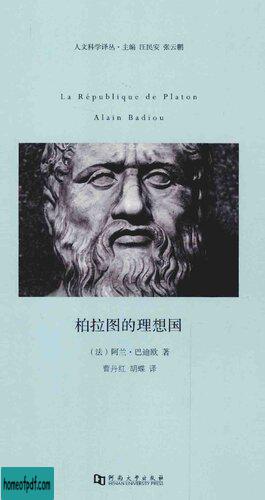 人文科学译丛·主编 汪民安 张云鹏
La République de Platon
Alain Badiou
柏拉图的理想国
（法）阿兰·巴迪欧 著
曹丹红 胡蝶 译
河南大学出版社
HENAN UNIVERSITY PRESS
homeofpdf.com